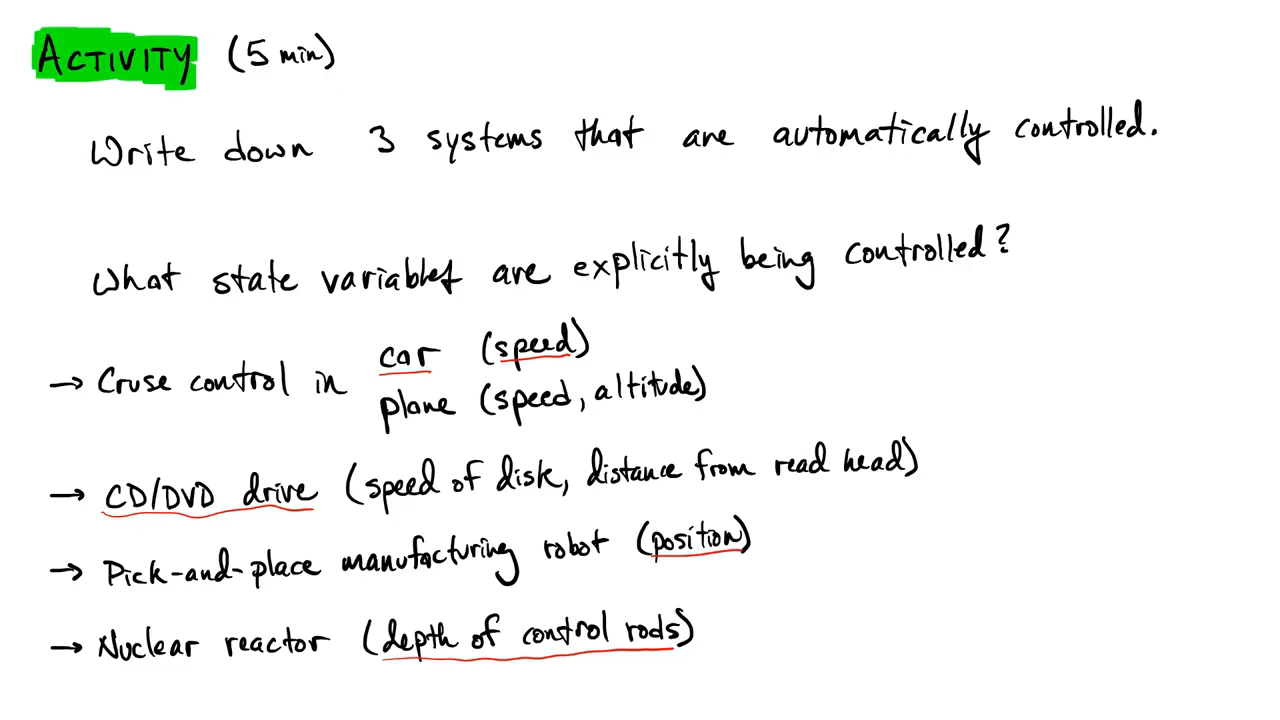 ACTIVITY (5 min)
Write down 3 systems that are automatically controlled.
What state variables are explicitly being controlled?
→ Cruse control in car (speed)
plane (speed, altitude)
→ CD/DVD drive (speed of disk, distance from read head)
→ Pick-and-place manufacturing robot (position)
→ Nuclear reactor (depth of control rods)